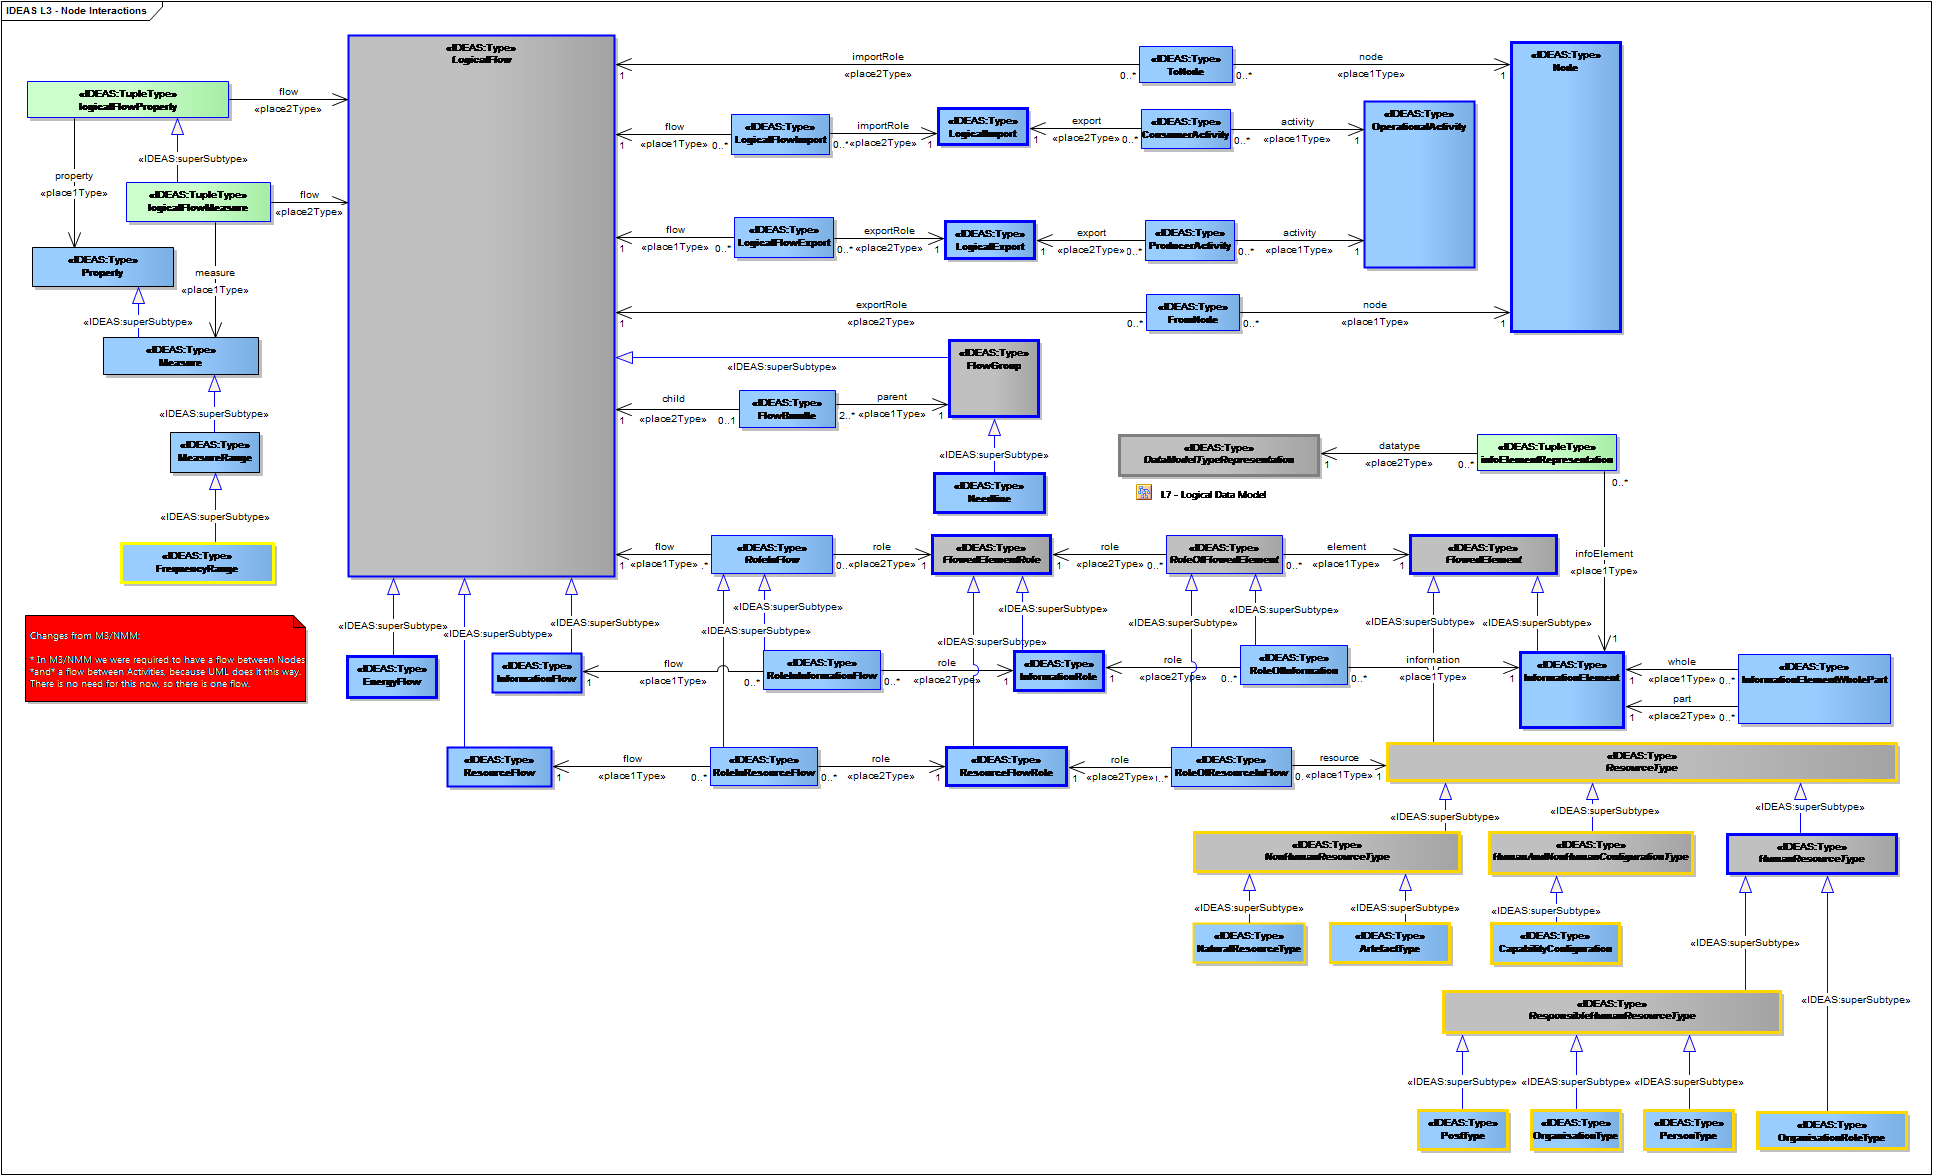 IDEAS L3 - Node Interactions
«IDEAS:Type»
LogicalFlow
«IDEAS:TupleType»
logicalFlowProperty
flow
«place2Type»
«IDEAS:superSubtype»
property
«place1Type»
«IDEAS:TupleType»
logicalFlowMeasure
flow
«place2Type»
«IDEAS:Type»
Property
measure
«place1Type»
«IDEAS:superSubtype»
«IDEAS:Type»
Measure
«IDEAS:superSubtype»
«IDEAS:Type»
MeasureRange
«IDEAS:superSubtype»
«IDEAS:Type»
FrequencyRange
Changes from M3/NMM:
* In M3/NMM we were required to have a flow between Nodes
*and* a flow between Activities, because UML does it this way.
There is no need for this now, so there is one flow.
importRole
«place2Type»
1
0..*
«IDEAS:Type»
ToNode
0..*
node
«place1Type»
1
«IDEAS:Type»
Node
flow
1 «place1Type» 0..*
«IDEAS:Type»
LogicalFlowImport
importRole
0..* «place2Type» 1
«IDEAS:Type»
LogicalImport
export
1 «place2Type» 0..*
«IDEAS:Type»
ConsumerActivity
activity
0..* «place1Type» 1
«IDEAS:Type»
OperationalActivity
flow
1 «place1Type» 0..*
«IDEAS:Type»
LogicalFlowExport
exportRole
0..* «place2Type» 1
«IDEAS:Type»
LogicalExport
export
1 «place2Type» 0..*
«IDEAS:Type»
ProducerActivity
activity
0..* «place1Type» 1
exportRole
«place2Type»
1
0..*
«IDEAS:Type»
FromNode
0..*
node
«place1Type»
1
«IDEAS:superSubtype»
«IDEAS:Type»
FlowGroup
child
1 «place2Type» 0..1
«IDEAS:Type»
FlowBundle
parent
2..* «place1Type» 1
«IDEAS:superSubtype»
«IDEAS:Type»
Needline
«IDEAS:Type»
DataModelTypeRepresentation
datatype
1 «place2Type» 0..*
«IDEAS:TupleType»
infoElementRepresentation
0..*
L7 - Logical Data Model
infoElement
«place1Type»
1
flow
1 «place1Type» .*
«IDEAS:Type»
RoleInFlow
role
0..* «place2Type» 1
«IDEAS:Type»
FlowedElementRole
role
1 «place2Type» 0..*
«IDEAS:Type»
RoleOfFlowedElement
element
0..* «place1Type» 1
«IDEAS:Type»
FlowedElement
«IDEAS:superSubtype»
«IDEAS:superSubtype»
«IDEAS:superSubtype»
«IDEAS:superSubtype»
«IDEAS:superSubtype»
«IDEAS:superSubtype»
«IDEAS:superSubtype»
«IDEAS:superSubtype»
«IDEAS:superSubtype»
«IDEAS:superSubtype»
«IDEAS:superSubtype»
«IDEAS:Type»
EnergyFlow
«IDEAS:Type»
InformationFlow
flow
1 «place1Type» 0..*
«IDEAS:Type»
RoleInInformationFlow
role
0..* «place2Type» 1
«IDEAS:Type»
InformationRole
role
1 «place2Type» 0..*
«IDEAS:Type»
RoleOfInformation
information
0..* «place1Type» 1
«IDEAS:Type»
InformationElement
whole
1 «place1Type» 0..*
part
1 «place2Type» 0..*
«IDEAS:Type»
InformationElementWholePart
«IDEAS:Type»
ResourceFlow
flow
1 «place1Type» 0..*
«IDEAS:Type»
RoleInResourceFlow
role
0..* «place2Type» 1
«IDEAS:Type»
ResourceFlowRole
role
1 «place2Type» ..*
«IDEAS:Type»
RoleOfResourceInFlow
resource
0. «place1Type» 1
«IDEAS:Type»
ResourceType
«IDEAS:superSubtype»
«IDEAS:superSubtype»
«IDEAS:superSubtype»
«IDEAS:Type»
NonHumanResourceType
«IDEAS:Type»
HumanAndNonHumanConfigurationType
«IDEAS:Type»
HumanResourceType
«IDEAS:superSubtype»
«IDEAS:superSubtype»
«IDEAS:superSubtype»
«IDEAS:Type»
NaturalResourceType
«IDEAS:Type»
ArtefactType
«IDEAS:Type»
CapabilityConfiguration
«IDEAS:superSubtype»
«IDEAS:superSubtype»
«IDEAS:Type»
ResponsibleHumanResourceType
«IDEAS:superSubtype»
«IDEAS:superSubtype»
«IDEAS:superSubtype»
«IDEAS:Type»
PostType
«IDEAS:Type»
OrganisationType
«IDEAS:Type»
PersonType
«IDEAS:Type»
OrganisationRoleType